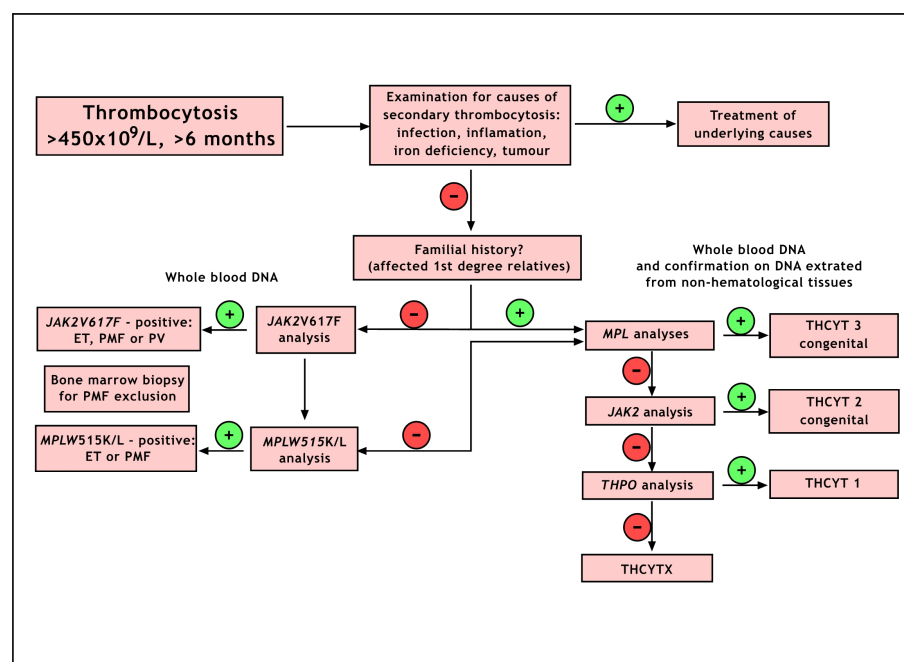 Thrombocytosis
>450x10⁹/L, >6 months
Examination for causes of
secondary thrombocytosis:
infection, inflamation,
iron deficiency, tumour
+
Treatment of
underlying causes
-
Familial history?
(affected 1st degree relatives)
Whole blood DNA
Whole blood DNA
and confirmation on DNA extrated
from non-hematological tissues
JAK2V617F - positive:
ET, PMF or PV
+
JAK2V617F
analysis
-
+
MPL analyses
+
THCYT 3
congenital
Bone marrow biopsy
for PMF exclusion
-
JAK2 analysis
+
THCYT 2
congenital
MPLW515K/L - positive:
ET or PMF
+
MPLW515K/L
analysis
-
-
THPO analysis
+
THCYT 1
-
THCYTX